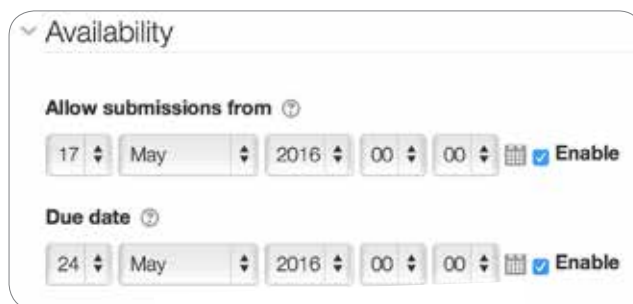 Availability
Allow submissions from
17 May 2016 00 00 Enable
Due date
24 May 2016 00 00 Enable